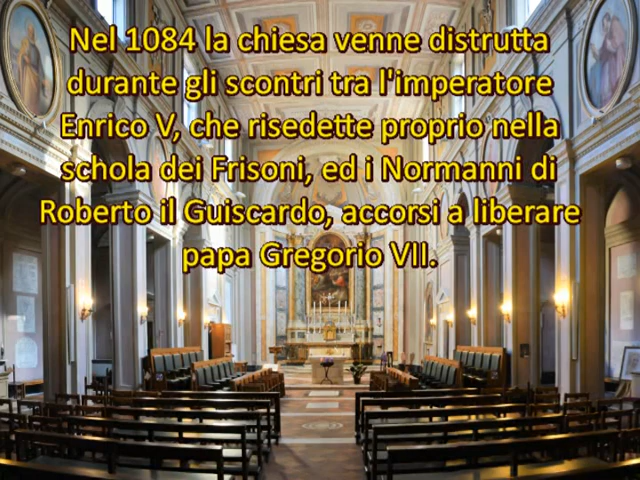 Nel 1084 la chiesa venne distrutta
durante gli scontri tra l'imperatore
Enrico V, che risedette proprio nella
schola dei Frisoni, ed i Normanni di
Roberto il Guiscardo, accorsi a liberare
papa Gregorio VII.